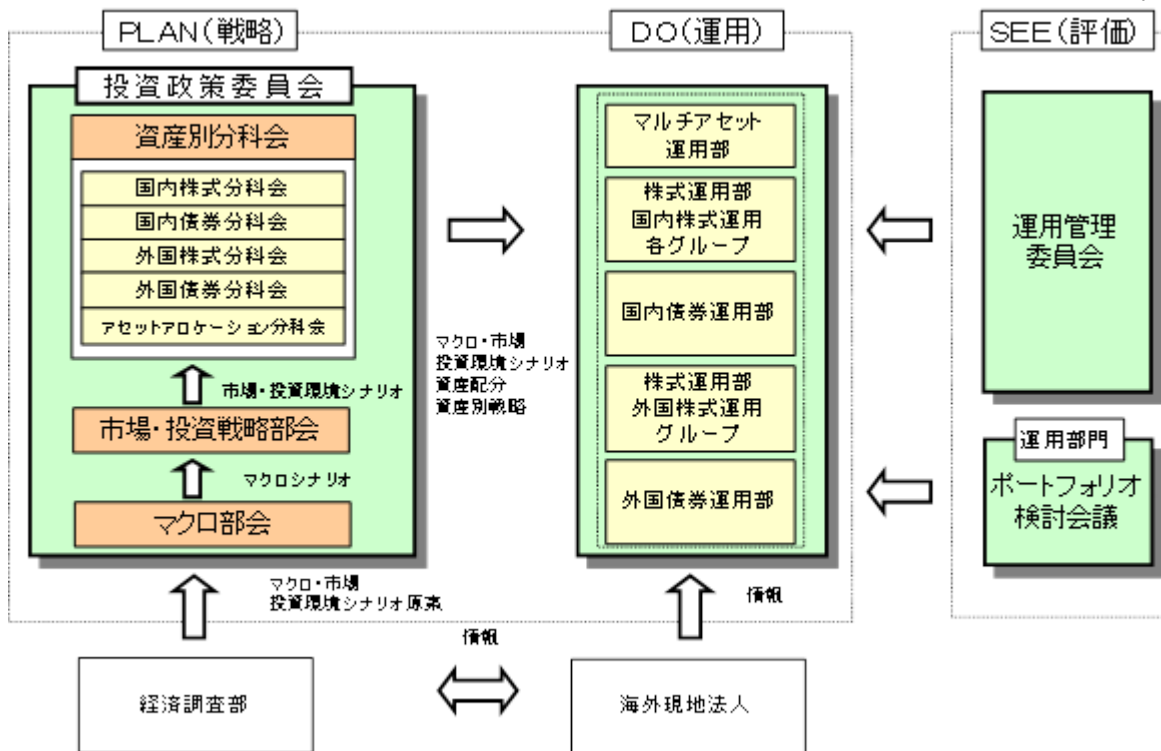 PLAN(戦略)
投資政策委員会
資産別分科会
国内株式分科会
国内債券分科会
外国株式分科会
外国債券分科会
アセットアロケーション分科会
市場・投資環境シナリオ
市場・投資戦略部会
マクロシナリオ
マクロ部会
マクロ・市場
投資環境シナリオ原案
経済調査部
マクロ・市場
投資環境シナリオ
資産配分
資産別戦略
情報
DO(運用)
マルチアセット
運用部
株式運用部
国内株式運用
各グループ
国内債券運用部
株式運用部
外国株式運用
グループ
外国債券運用部
情報
海外現地法人
SEE(評価)
運用管理
委員会
運用部門
ポートフォリオ
検討会議